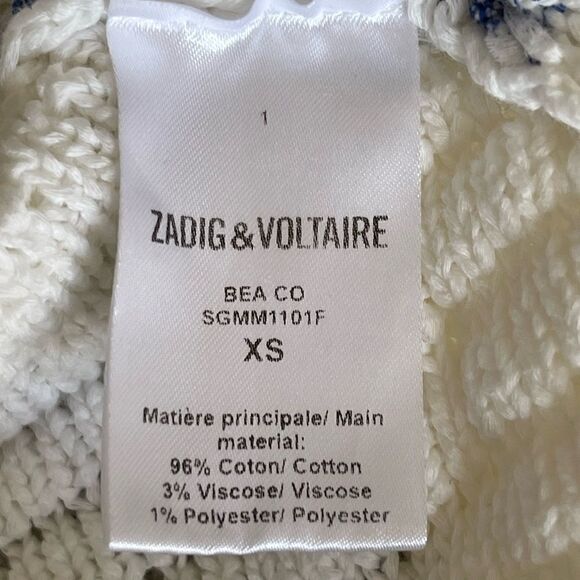 1
ZADIG&VOLTAIRE
BEA CO
SGMM1101F
XS
Matière principale/ Main
material:
96% Coton/ Cotton
3% Viscose/ Viscose
1% Polyester/ Polyester